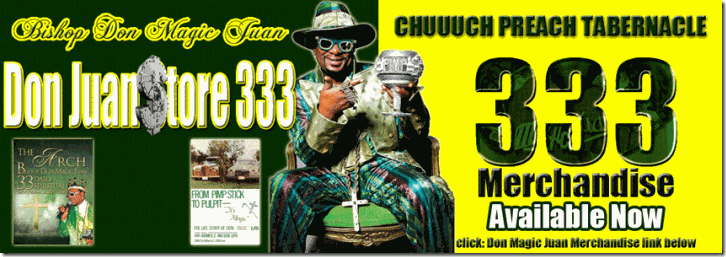 Bishop Don Magic Juan
Don Juan $tore 333
CHUUUCH PREACH TABERNACLE
333
Merchandise
Available Now
click: Don Magic Juan Merchandise link below
PIMP
THE ARCH
BISHOP DON MAGIC JUAN
33 DAILY
SPIRITUAL
FROM PIMP STICK
TO PULPIT—
It's
Magic
THE LIFE STORY OF DON "MAGIC" JUAN